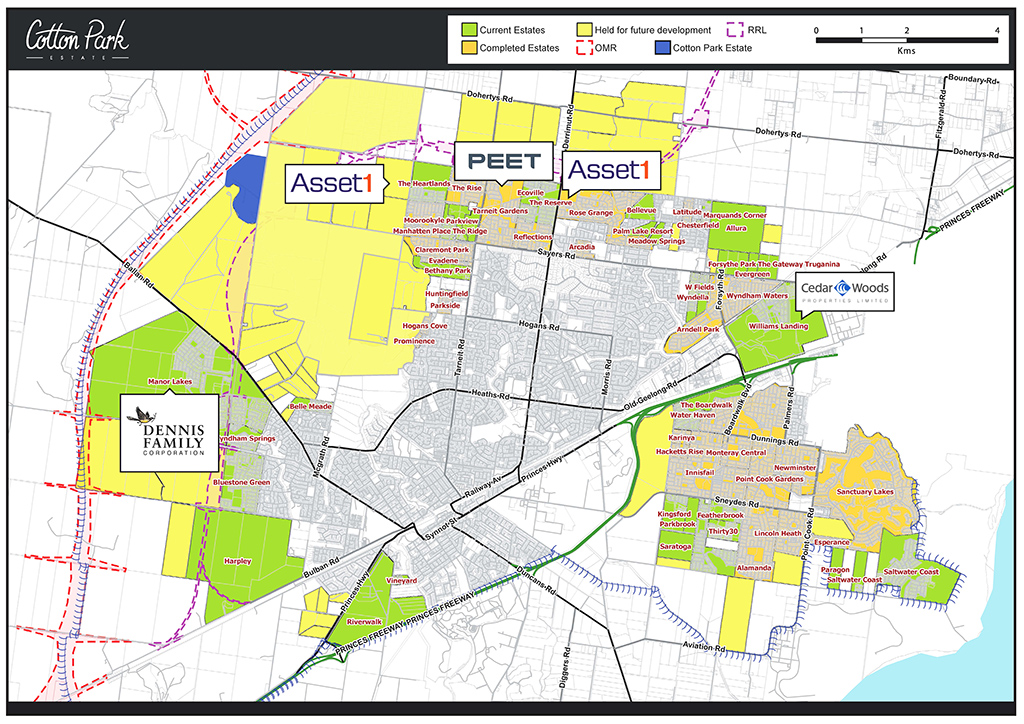 Cotton Park
ESTATE
Current Estates
Held for future development
RRL
Completed Estates
OMR
Cotton Park Estate
0 1 2 4
Kms
Boundary-Rd
Dohertys Rd
Derrimut-Rd
Fitzgerald-Rd
Dohertys Rd
Dohertys-Rd
PRINCES FREEWAY
PEET
Asset1
Asset1
The Heartlands
The Rise
Ecoville
The Reserve
Tarneit Gardens
Rose Grange
Bellevue
Latitude
Marquands Corner
Chesterfield
Allura
Moorookyle
Parkview
Manhatten Place
The Ridge
Reflections
Palm Lake Resort
Meadow Springs
Arcadia
Claremont Park
Evadene
Bethany Park
Sayers-Rd
Forsythe Park
The Gateway Truganina
Evergreen
long-Rd
Ballan-Rd
Huntingfield
Parkside
W Fields
Wyndella
Forsyth-Rd
Wyndham Waters
Cedar Woods
PROPERTIES LIMITED
Hogans Cove
Hogans Rd
Arndell Park
Williams Landing
Prominence
Tarneit-Rd
Morris-Rd
Manor Lakes
Heaths-Rd
Old-Geelong-Rd
DENNIS
FAMILY
CORPORATION
Belle Meade
The Boardwalk
Water Haven
Boardwalk Bvd
Palmers-Rd
yndham Springs
Mcgrath-Rd
Karinya
Dunnings-Rd
Hacketts Rise
Monteray Central
Princes-Hwy
Railway-Av
Innisfail
Newminster
Point Cook Gardens
Bluestone Green
Sanctuary Lakes
Sneydes-Rd
Synnot-St
Kingsford
Featherbrook
Parkbrook
Thirty30
Lincoln Heath
Point Cook-Rd
Esperance
Saratoga
Harpley
Bulban-Rd
Princes-Hwy
Vineyard
Duncans-Rd
Alamanda
Paragon
Saltwater Coast
Saltwater Coast
Riverwalk
PRINCES FREEWAY
PRINCES FREEWAY
Diggers-Rd
Aviation-Rd